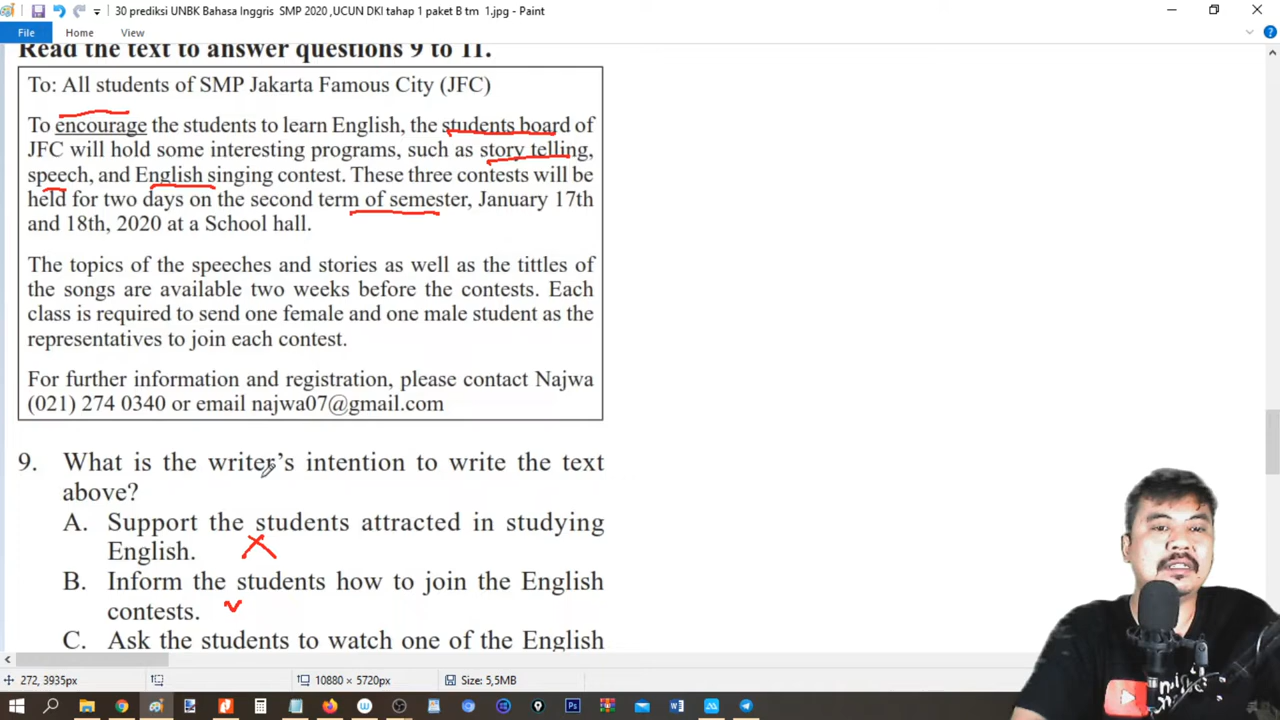 30 prediksi UNBK Bahasa Inggris SMP 2020 ,UCUN DKI tahap 1 paket B tm 1.jpg - Paint
File Home View
Read the text to answer questions 9 to 11.
To: All students of SMP Jakarta Famous City (JFC)
To encourage the students to learn English, the students board of
JFC will hold some interesting programs, such as story telling,
speech, and English singing contest. These three contests will be
held for two days on the second term of semester, January 17th
and 18th, 2020 at a School hall.
The topics of the speeches and stories as well as the tittles of
the songs are available two weeks before the contests. Each
class is required to send one female and one male student as the
representatives to join each contest.
For further information and registration, please contact Najwa
(021) 274 0340 or email najwa07@gmail.com
9. What is the writer's intention to write the text
above?
A. Support the students attracted in studying
English.
B. Inform the students how to join the English
contests.
C. Ask the students to watch one of the English
272, 3935px 10880 × 5720px Size: 5,5MB